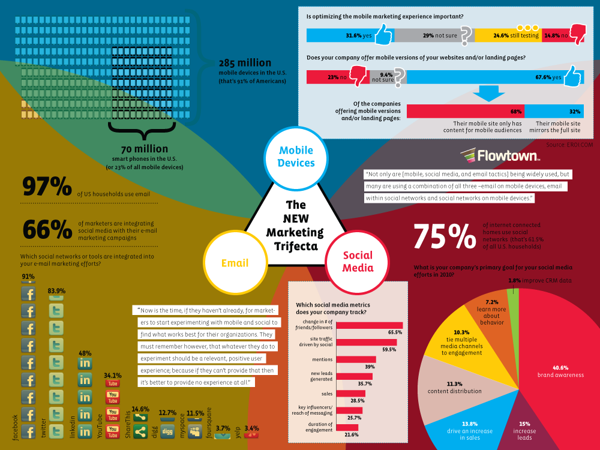 285 million
mobile devices in the U.S.
(that's 91% of Americans)
70 million
smart phones in the U.S.
(or 23% of all mobile devices)
Is optimizing the mobile marketing experience important?
31.6% yes
29% not sure
24.6% still testing
14.8% no
Does your company offer mobile versions of your websites and/or landing pages?
23% no
9.4%
not sure
67.6% yes
Of the companies
offering mobile versions
and/or landing pages:
68%
32%
Their mobile site only has
content for mobile audiences
Their mobile site
mirrors the full site
Flowtown
"Not only are [mobile, social media, and email tactics] being widely used, but
many are using a combination of all three –email on mobile devices, email
within social networks and social networks on mobile devices."
Mobile
Devices
The
NEW
Marketing
Trifecta
Email
Social
Media
97%
of US households use email
66%
of marketers are integrating
social media with their e-mail
marketing campaigns
Which social networks or tools are integrated into
your e-mail marketing efforts?
91%
83.9%
48%
34.1%
14.6%
12.7%
11.5%
3.7%
3.4%
facebook
twitter
linkedin
YouTube
ShareThis
digg
myspace
foursquare
yelp
"Now is the time, if they haven't already, for market-
ers to start experimenting with mobile and social to
find what works best for their organizations. They
must remember however, that whatever they do to
experiment should be a relevant, positive user
experience; because if they can't provide that then
it's better to provide no experience at all."
Which social media metrics
does your company track?
change in # of
friends/followers
65.5%
site traffic
driven by social
59.5%
mentions
39%
new leads
generated
35.7%
sales
28.5%
key influencers/
reach of messaging
25.7%
duration of
engagement
21.6%
75%
of internet connected
homes use social
networks (that's 61.5%
of all U.S. households)
What is your company's primary goal for your social media
efforts in 2010?
improve CRM data
7.2%
learn more
about
behavior
10.3%
tie multiple
media channels
to engagement
11.3%
content distribution
13.8%
drive an increase
in sales
15%
increase
leads
40.6%
brand awareness